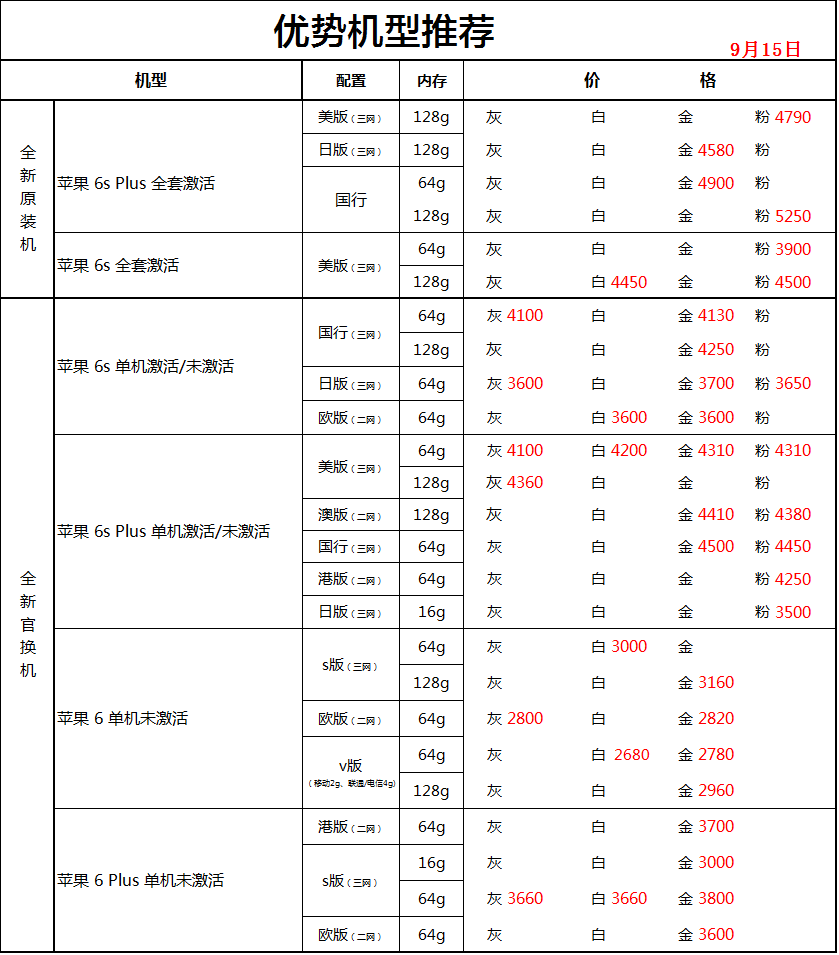 优势机型推荐
9月15日
机型 配置 内存 价 格
全新原装机
苹果 6s Plus 全套激活
美版（三网） 128g 灰 白 金 粉 4790
日版（三网） 128g 灰 白 金 4580 粉
国行 64g 灰 白 金 4900 粉
128g 灰 白 金 粉 5250
苹果 6s 全套激活
美版（三网） 64g 灰 白 金 粉 3900
128g 灰 白 4450 金 粉 4500
全新官换机
苹果 6s 单机激活/未激活
国行（三网） 64g 灰 4100 白 金 4130 粉
128g 灰 白 金 4250 粉
日版（三网） 64g 灰 3600 白 金 3700 粉 3650
欧版（二网） 64g 灰 白 3600 金 3600 粉
苹果 6s Plus 单机激活/未激活
美版（三网） 64g 灰 4100 白 4200 金 4310 粉 4310
128g 灰 4360 白 金 粉
澳版（二网） 128g 灰 白 金 4410 粉 4380
国行（三网） 64g 灰 白 金 4500 粉 4450
港版（二网） 64g 灰 白 金 粉 4250
日版（三网） 16g 灰 白 金 粉 3500
苹果 6 单机未激活
s版（三网） 64g 灰 白 3000 金
128g 灰 白 金 3160
欧版（二网） 64g 灰 2800 白 金 2820
v版 64g 灰 白 2680 金 2780
（移动2g、联通/电信4g） 128g 灰 白 金 2960
苹果 6 Plus 单机未激活
港版（二网） 64g 灰 白 金 3700
s版（三网） 16g 灰 白 金 3000
64g 灰 3660 白 3660 金 3800
欧版（二网） 64g 灰 白 金 3600